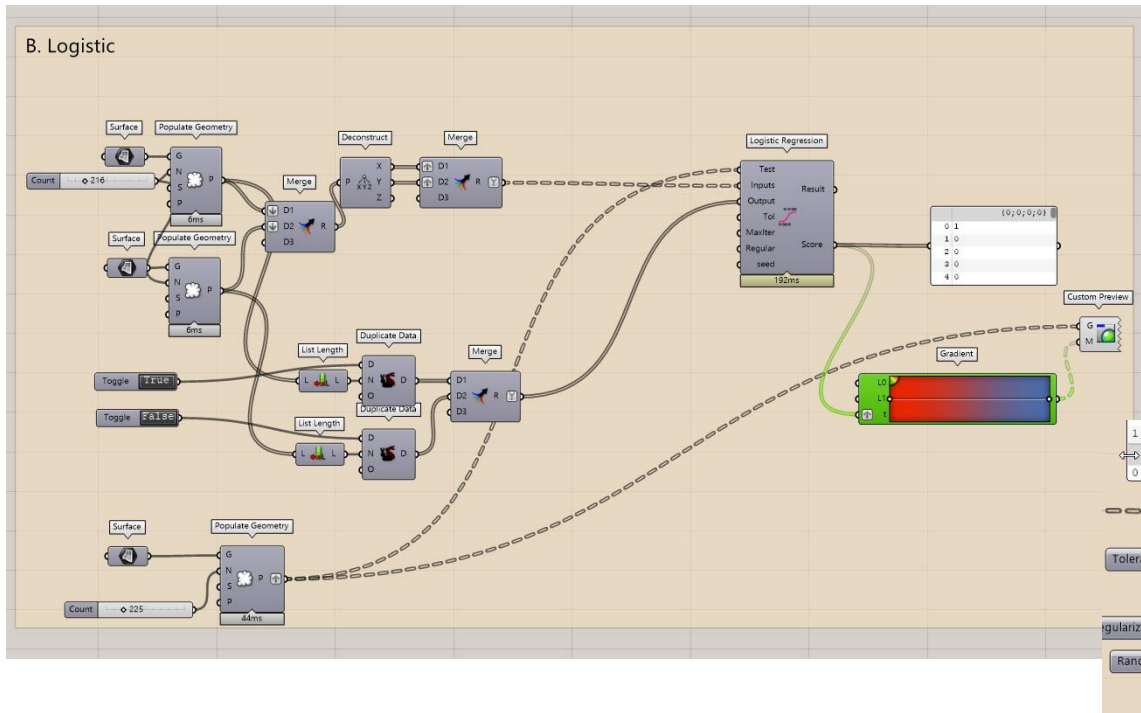 B. Logistic
Surface
Populate Geometry
G
N
S
P
P
6ms
Count
216
Deconstruct
P
XYZ
X
Y
Z
Merge
D1
D2
D3
R
Merge
D1
D2
D3
R
Surface
Populate Geometry
G
N
S
P
P
6ms
Logistic Regression
Test
Inputs
Output
Tol
MaxIter
Regular
seed
Result
Score
192ms
{0;0;0;0}
0 1
1 0
2 0
3 0
4 0
Custom Preview
G
M
Gradient
L0
L1
t
Toggle True
Toggle False
List Length
L
L
Duplicate Data
D
N
O
D
List Length
L
L
Duplicate Data
D
N
O
D
Merge
D1
D2
D3
R
Surface
Populate Geometry
G
N
S
P
P
44ms
Count
225
1
0
Toler
egulariz
Rand